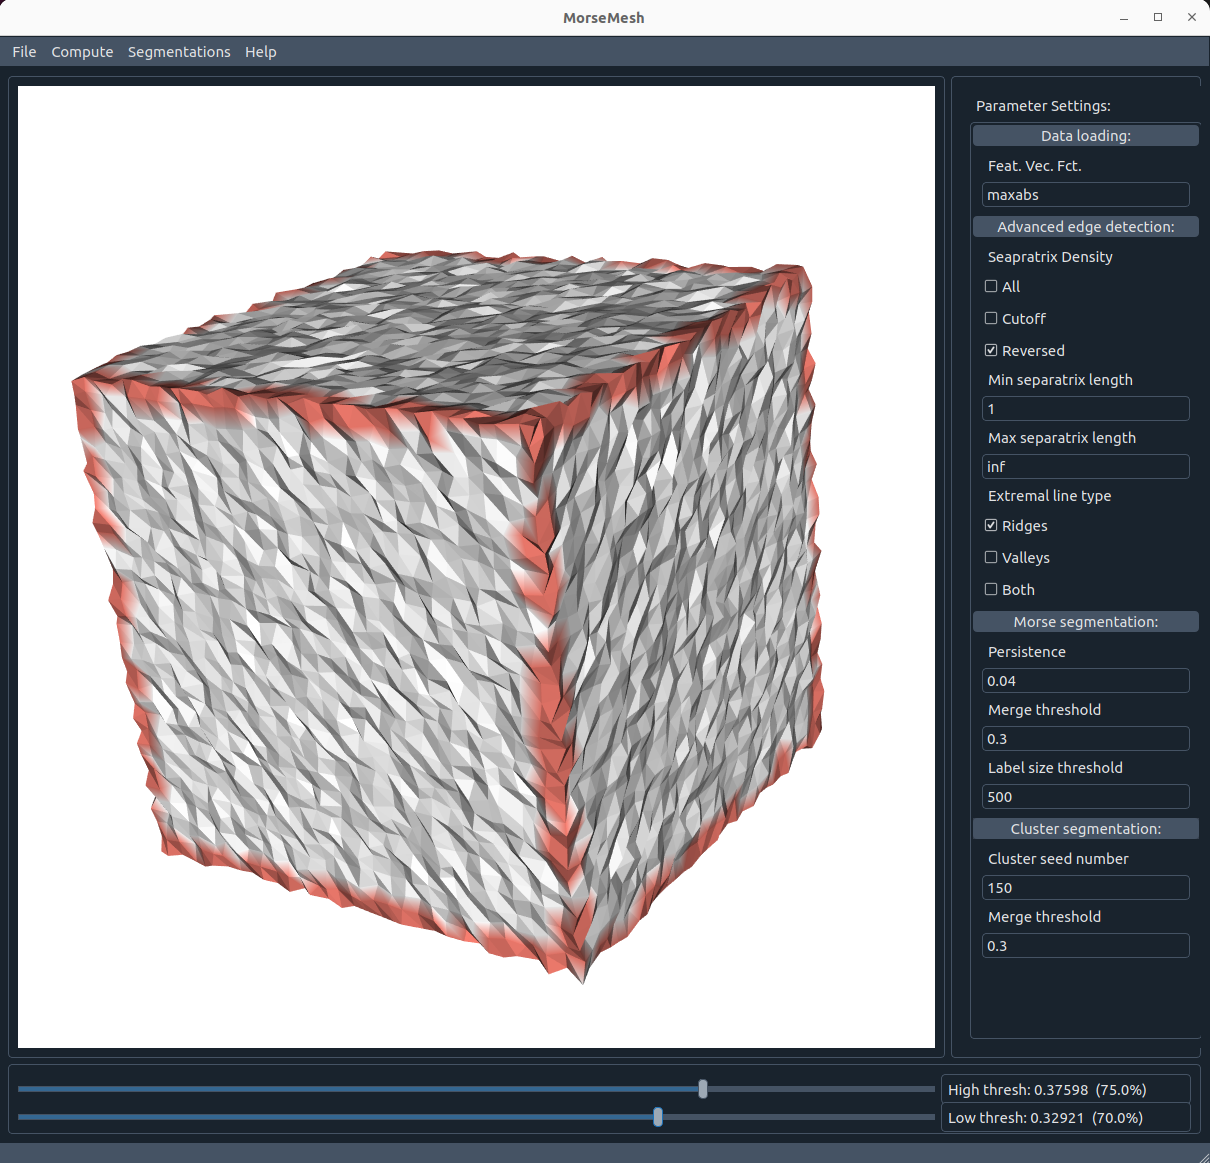 MorseMesh
File Compute Segmentations Help
Parameter Settings:
Data loading:
Feat. Vec. Fct.
maxabs
Advanced edge detection:
Seapratrix Density
All
Cutoff
Reversed
Min separatrix length
1
Max separatrix length
inf
Extremal line type
Ridges
Valleys
Both
Morse segmentation:
Persistence
0.04
Merge threshold
0.3
Label size threshold
500
Cluster segmentation:
Cluster seed number
150
Merge threshold
0.3
High thresh: 0.37598 (75.0%)
Low thresh: 0.32921 (70.0%)